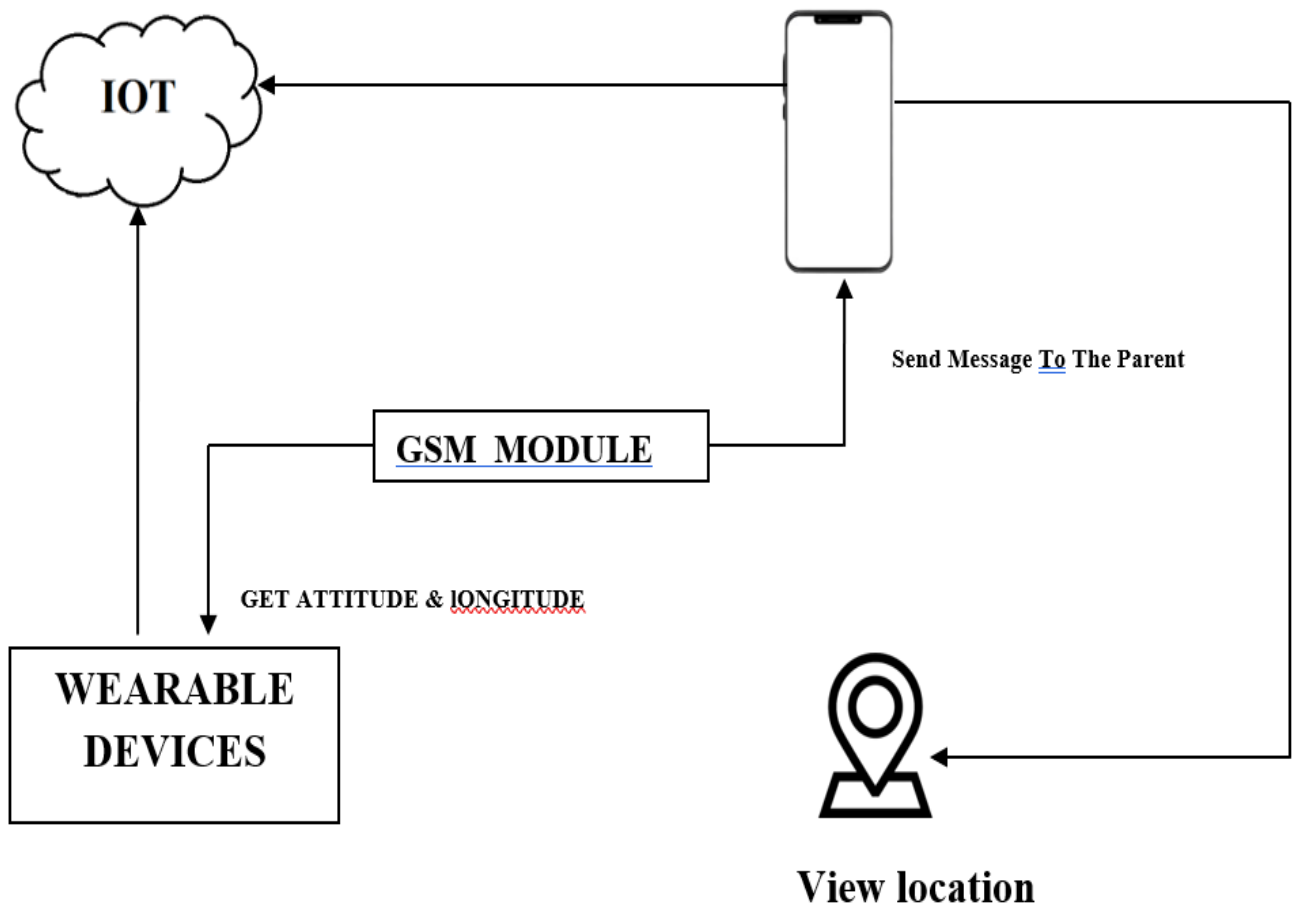 IOT
Send Message To The Parent
GSM MODULE
GET ATTITUDE & lONGITUDE
WEARABLE
DEVICES
View location